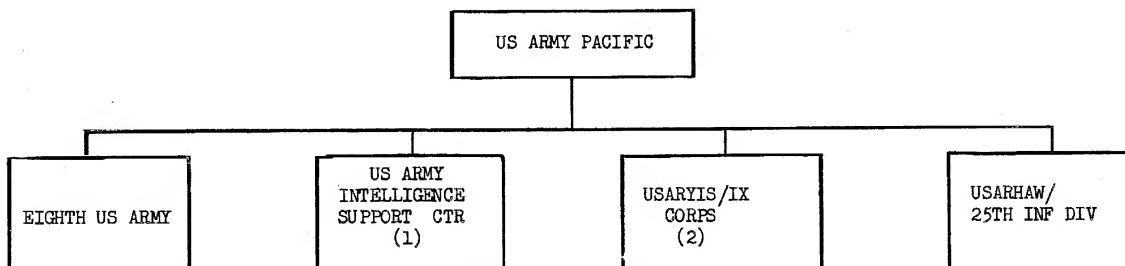 US ARMY PACIFIC
EIGHTH US ARMY
US ARMY
INTELLIGENCE
SUPPORT CTR
(1)
USARYIS/IX
CORPS
(2)
USARHAW/
25TH INF DIV